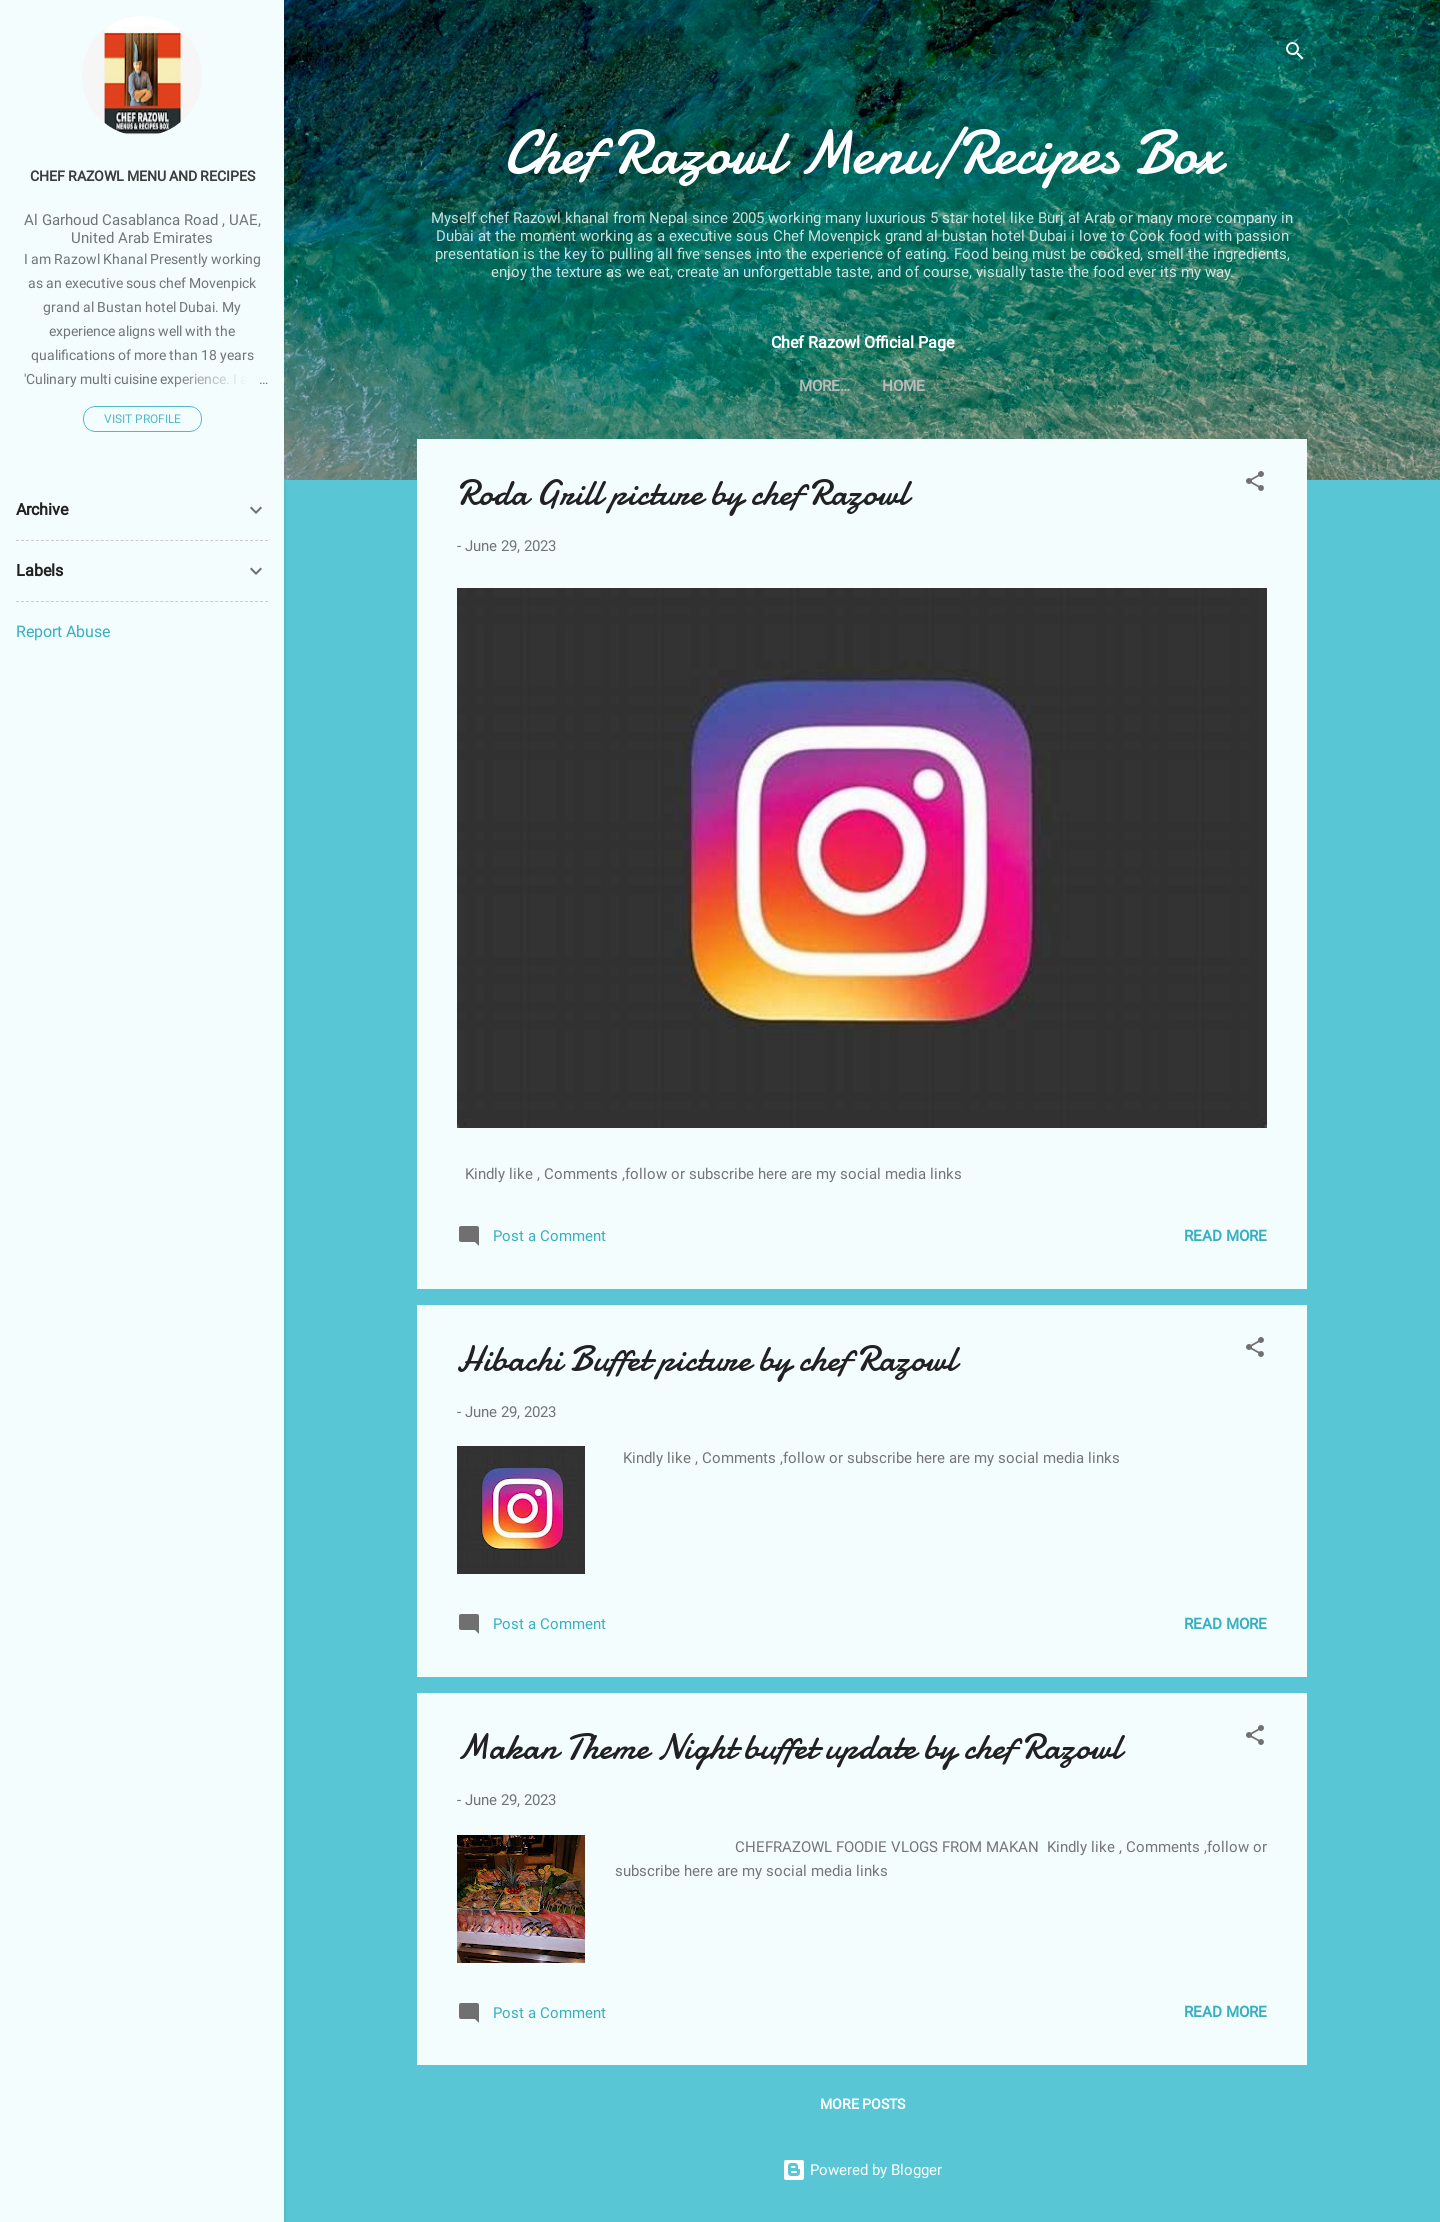 CHEF RAZOWL
MENUS & RECIPES BOX
CHEF RAZOWL MENU AND RECIPES
Al Garhoud Casablanca Road , UAE,
United Arab Emirates
I am Razowl Khanal Presently working
as an executive sous chef Movenpick
grand al Bustan hotel Dubai. My
experience aligns well with the
qualifications of more than 18 years
'Culinary multi cuisine experience. I a …
VISIT PROFILE
Archive
Labels
Report Abuse
Chef Razowl Menu/Recipes Box
Myself chef Razowl khanal from Nepal since 2005 working many luxurious 5 star hotel like Burj al Arab or many more company in
Dubai at the moment working as a executive sous Chef Movenpick grand al bustan hotel Dubai i love to Cook food with passion
presentation is the key to pulling all five senses into the experience of eating. Food being must be cooked, smell the ingredients,
enjoy the texture as we eat, create an unforgettable taste, and of course, visually taste the food ever its my way.
Chef Razowl Official Page
MORE… HOME
Roda Grill picture by chef Razowl
- June 29, 2023
Kindly like , Comments ,follow or subscribe here are my social media links
Post a Comment READ MORE
Hibachi Buffet picture by chef Razowl
- June 29, 2023
Kindly like , Comments ,follow or subscribe here are my social media links
Post a Comment READ MORE
Makan Theme Night buffet update by chef Razowl
- June 29, 2023
CHEFRAZOWL FOODIE VLOGS FROM MAKAN Kindly like , Comments ,follow or
subscribe here are my social media links
Post a Comment READ MORE
MORE POSTS
Powered by Blogger